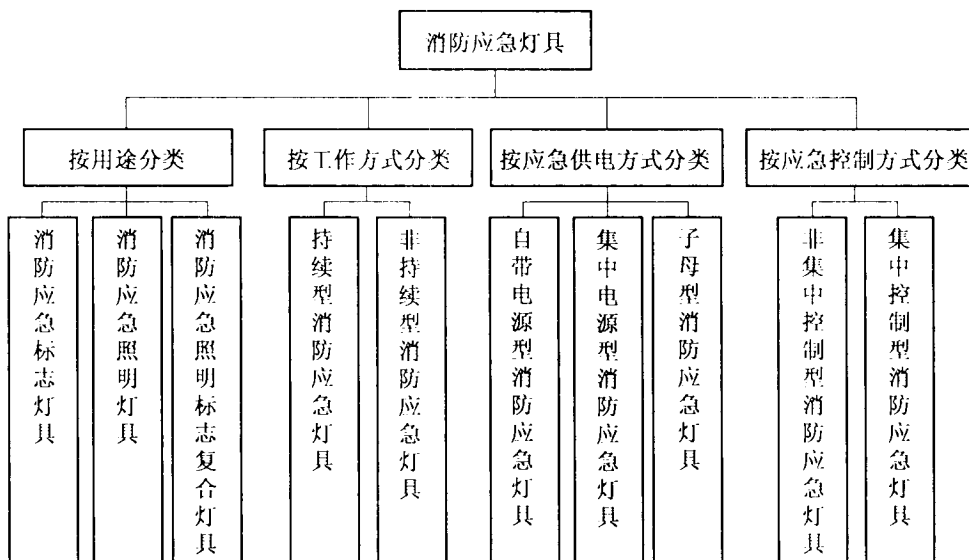 消防应急灯具
按用途分类
按工作方式分类
按应急供电方式分类
按应急控制方式分类
消防应急标志灯具
消防应急照明灯具
消防应急照明标志复合灯具
持续型消防应急灯具
非持续型消防应急灯具
自带电源型消防应急灯具
集中电源型消防应急灯具
子母型消防应急灯具
非集中控制型消防应急灯具
集中控制型消防应急灯具